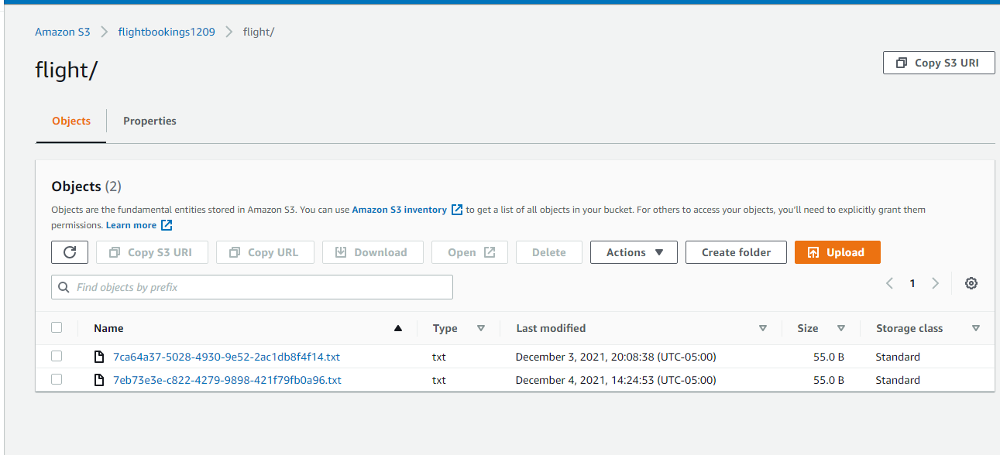 Amazon S3 > flightbookings1209 > flight/
flight/
Copy S3 URI
Objects Properties
Objects (2)
Objects are the fundamental entities stored in Amazon S3. You can use Amazon S3 inventory to get a list of all objects in your bucket. For others to access your objects, you'll need to explicitly grant them
permissions. Learn more
Copy S3 URI Copy URL Download Open Delete Actions Create folder Upload
Find objects by prefix
1
Name Type Last modified Size Storage class
7ca64a37-5028-4930-9e52-2ac1db8f4f14.txt txt December 3, 2021, 20:08:38 (UTC-05:00) 55.0 B Standard
7eb73e3e-c822-4279-9898-421f79fb0a96.txt txt December 4, 2021, 14:24:53 (UTC-05:00) 55.0 B Standard